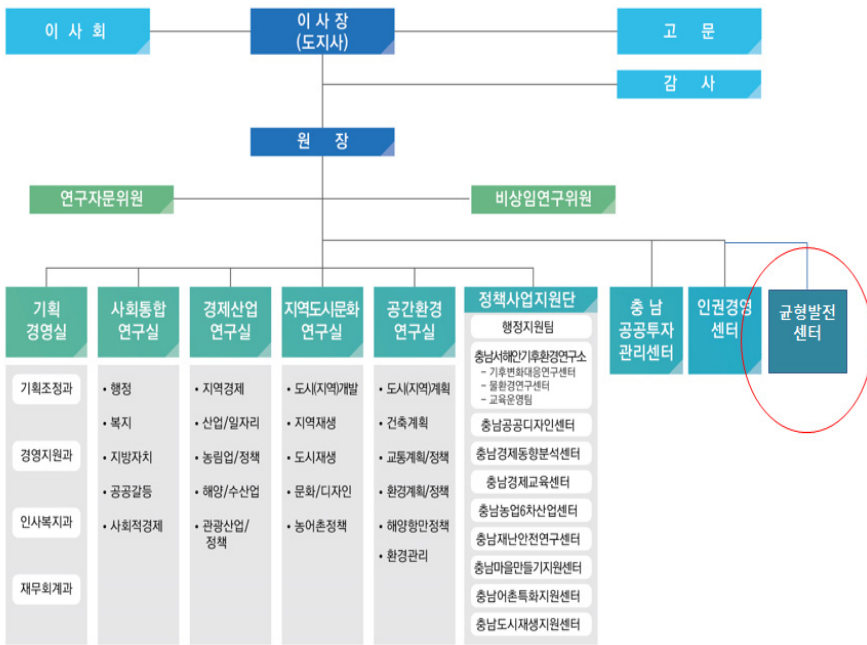 이 사 회
이 사 장
(도지사)
고 문
감 사
원 장
연구자문위원
비상임연구위원
기획
경영실
기획조정과
경영지원과
인사복지과
재무회계과
사회통합
연구실
• 행정
• 복지
• 지방자치
• 공공갈등
• 사회적경제
경제산업
연구실
• 지역경제
• 산업/일자리
• 농림업/정책
• 해양/수산업
• 관광산업/
정책
지역도시문화
연구실
• 도시(지역)개발
• 지역재생
• 도시재생
• 문화/디자인
• 농어촌정책
공간환경
연구실
• 도시(지역)계획
• 건축계획
• 교통계획/정책
• 환경계획/정책
• 해양항만정책
• 환경관리
정책사업지원단
행정지원팀
충남서해안기후환경연구소
– 기후변화대응연구센터
– 물환경연구센터
– 교육운영팀
충남공공디자인센터
충남경제동향분석센터
충남경제교육센터
충남농업6차산업센터
충남재난안전연구센터
충남마을만들기지원센터
충남어촌특화지원센터
충남도시재생지원센터
충 남
공공투자
관리센터
인권경영
센터
균형발전
센터